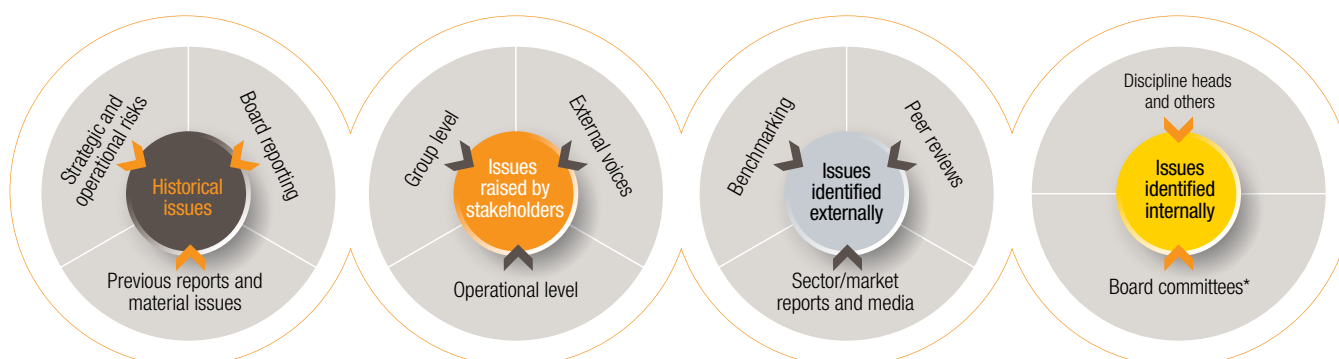 Strategic and
operational risks
Board reporting
Historical
issues
Previous reports and
material issues
Group level
External voices
Issues
raised by
stakeholders
Operational level
Benchmarking
Peer reviews
Issues
identified
externally
Sector/market
reports and media
Discipline heads
and others
Issues
identified
internally
Board committees*